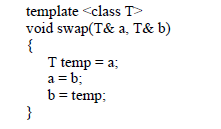 template <class T>
void swap(T& a, T& b)
{
T temp = a;
a = b;
b = temp;
}